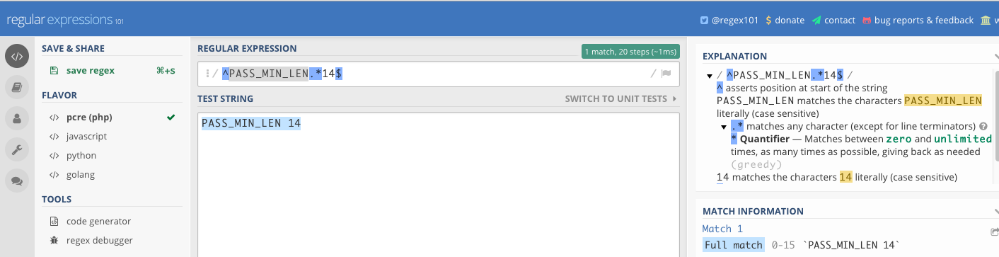 regular expressions 101
@regex101 $ donate contact bug reports & feedback
SAVE & SHARE
save regex ⌘+s
FLAVOR
</> pcre (php)
</> javascript
</> python
</> golang
TOOLS
code generator
regex debugger
REGULAR EXPRESSION
1 match, 20 steps (~1ms)
/ ^PASS_MIN_LEN.*14$ /
TEST STRING
SWITCH TO UNIT TESTS
PASS_MIN_LEN 14
EXPLANATION
/ ^PASS_MIN_LEN.*14$ /
^ asserts position at start of the string
PASS_MIN_LEN matches the characters PASS_MIN_LEN
literally (case sensitive)
.* matches any character (except for line terminators)
* Quantifier — Matches between zero and unlimited
times, as many times as possible, giving back as needed
(greedy)
14 matches the characters 14 literally (case sensitive)
MATCH INFORMATION
Match 1
Full match 0-15 `PASS_MIN_LEN 14`